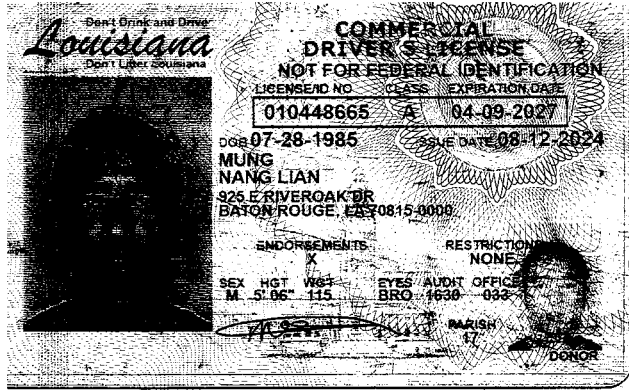 Don't Drink and Drive
Louisiana
Don't Litter Louisiana
COMMERCIAL
DRIVER'S LICENSE
NOT FOR FEDERAL IDENTIFICATION
LICENSE/ID NO. CLASS EXPIRATION DATE
010448665 A 04-09-2027
DOB 07-28-1985 ISSUE DATE 08-12-2024
MUNG
NANG LIAN
925 E RIVEROAK DR
BATON ROUGE, LA 70815-0000
ENDORSEMENTS RESTRICTIONS
X NONE
SEX HGT WGT EYES AUDIT OFFICE
M 5' 06" 115 BRO 1630 033
PARISH
17
DONOR